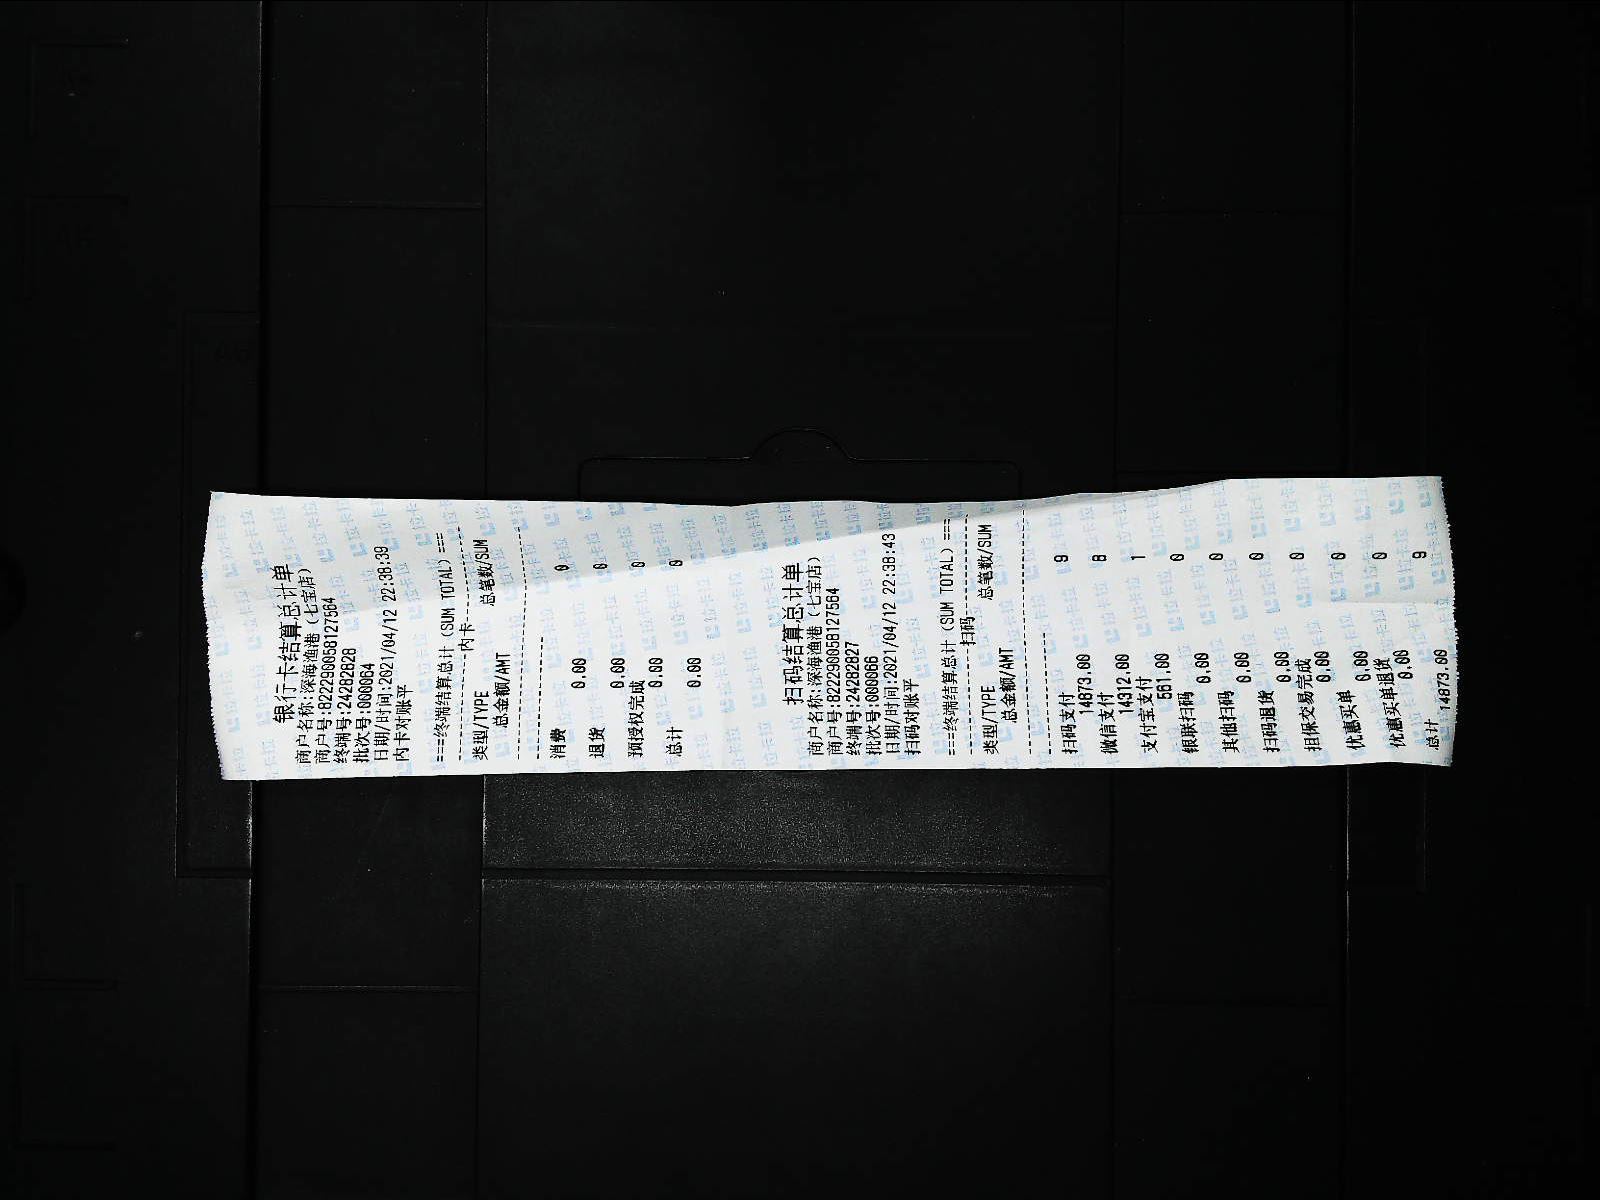 银行卡结算总计单
商户名称:深海渔港（七宝店）
商户号:822290058127564
终端号:24282828
批次号:000064
日期/时间:2021/04/12 22:38:39
内卡对账平
===终端结算总计（SUM TOTAL）===
内卡
类型/TYPE 总笔数/SUM
总金额/AMT
消费 0
0.00
退货 0
0.00
预授权完成 0
0.00
总计 0
0.00
扫码结算总计单
商户名称:深海渔港（七宝店）
商户号:822290058127564
终端号:24282827
批次号:000066
日期/时间:2021/04/12 22:38:43
扫码对账平
===终端结算总计（SUM TOTAL）===
扫码
类型/TYPE 总笔数/SUM
总金额/AMT
扫码支付 9
14873.00
微信支付 8
14312.00
支付宝支付 1
561.00
银联扫码 0
0.00
其他扫码 0
0.00
扫码退货 0
0.00
担保交易完成 0
0.00
优惠买单 0
0.00
优惠买单退货 0
0.00
总计 9
14873.00